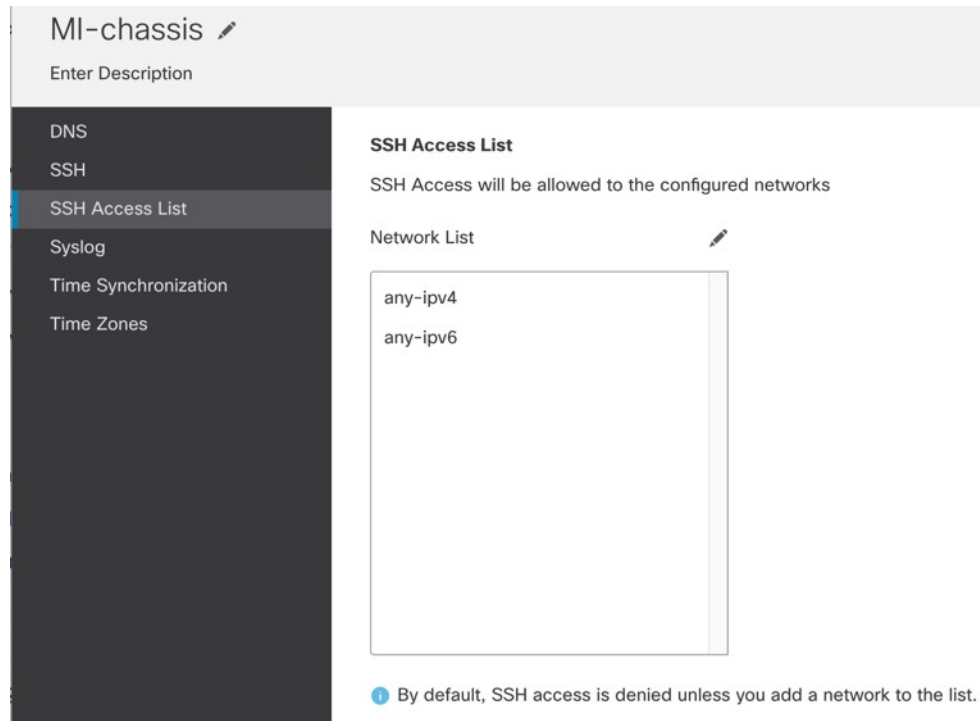 MI-chassis
Enter Description
DNS
SSH
SSH Access List
Syslog
Time Synchronization
Time Zones
SSH Access List
SSH Access will be allowed to the configured networks
Network List
any-ipv4
any-ipv6
By default, SSH access is denied unless you add a network to the list.